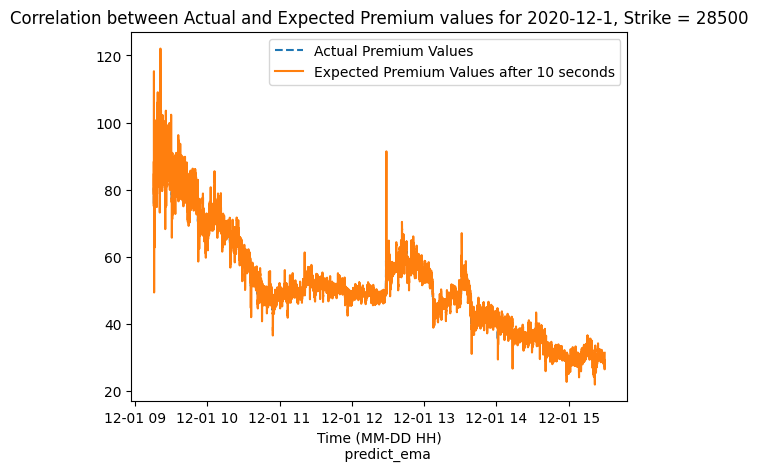 Correlation between Actual and Expected Premium values for 2020-12-1, Strike = 28500
Actual Premium Values
Expected Premium Values after 10 seconds
120
100
80
60
40
20
12-01 09 12-01 10 12-01 11 12-01 12 12-01 13 12-01 14 12-01 15
Time (MM-DD HH)
predict_ema